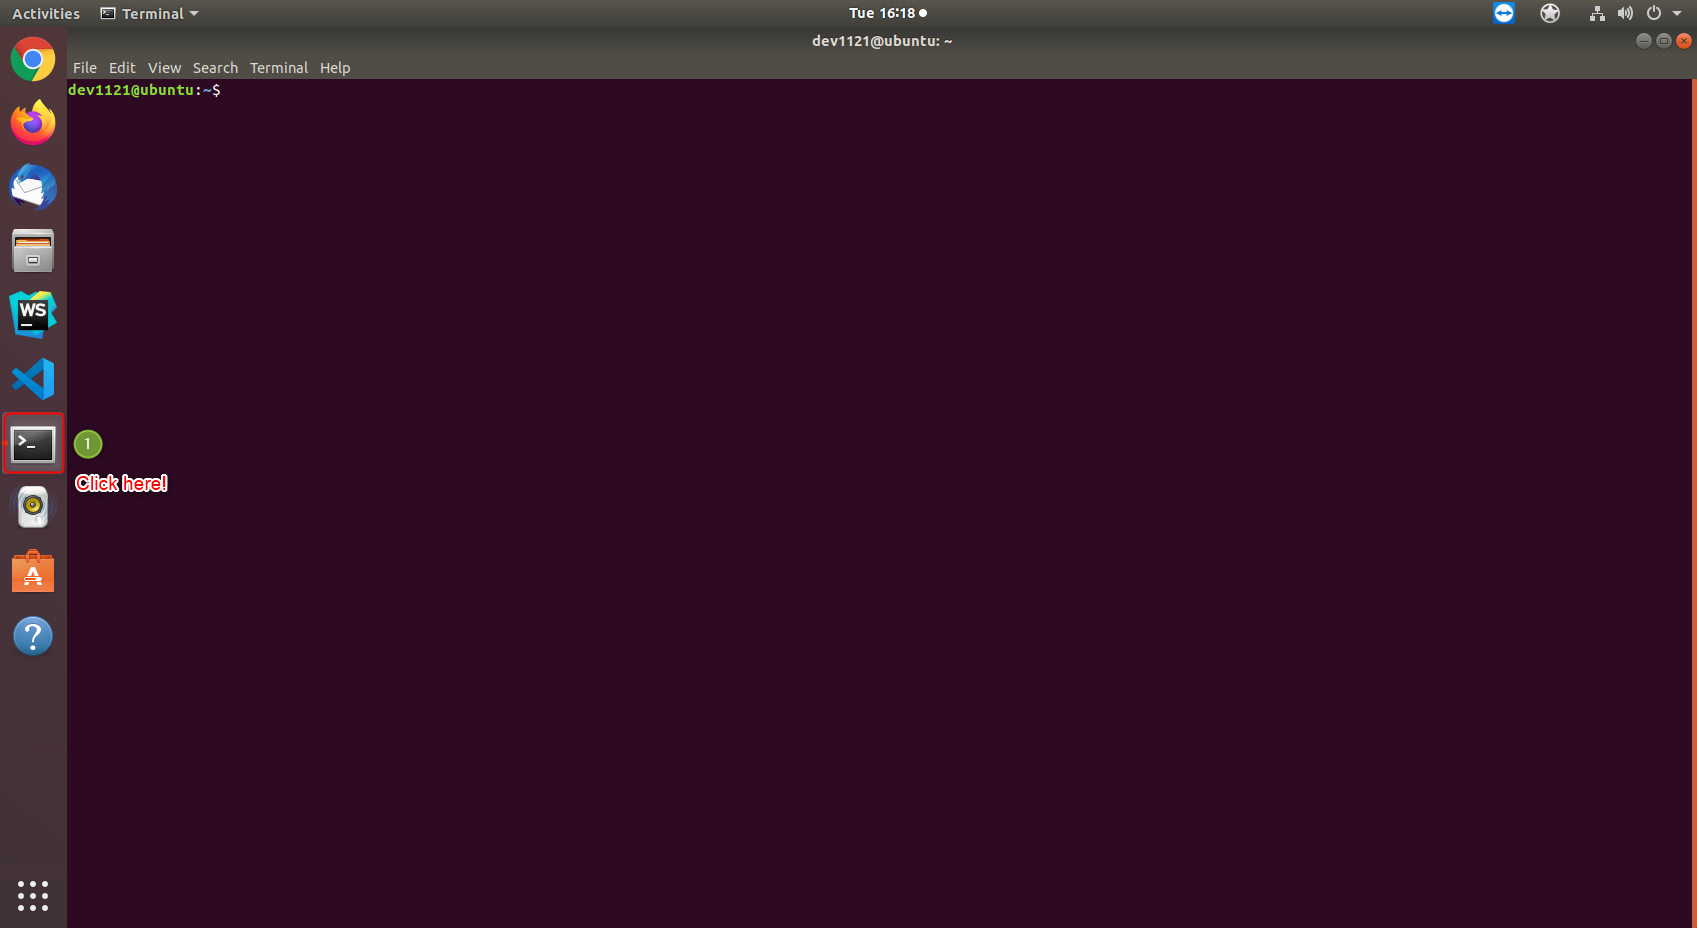 Activities Terminal Tue 16:18
dev1121@ubuntu: ~
File Edit View Search Terminal Help
dev1121@ubuntu:~$
WS
>_
1
Click here!
A
?